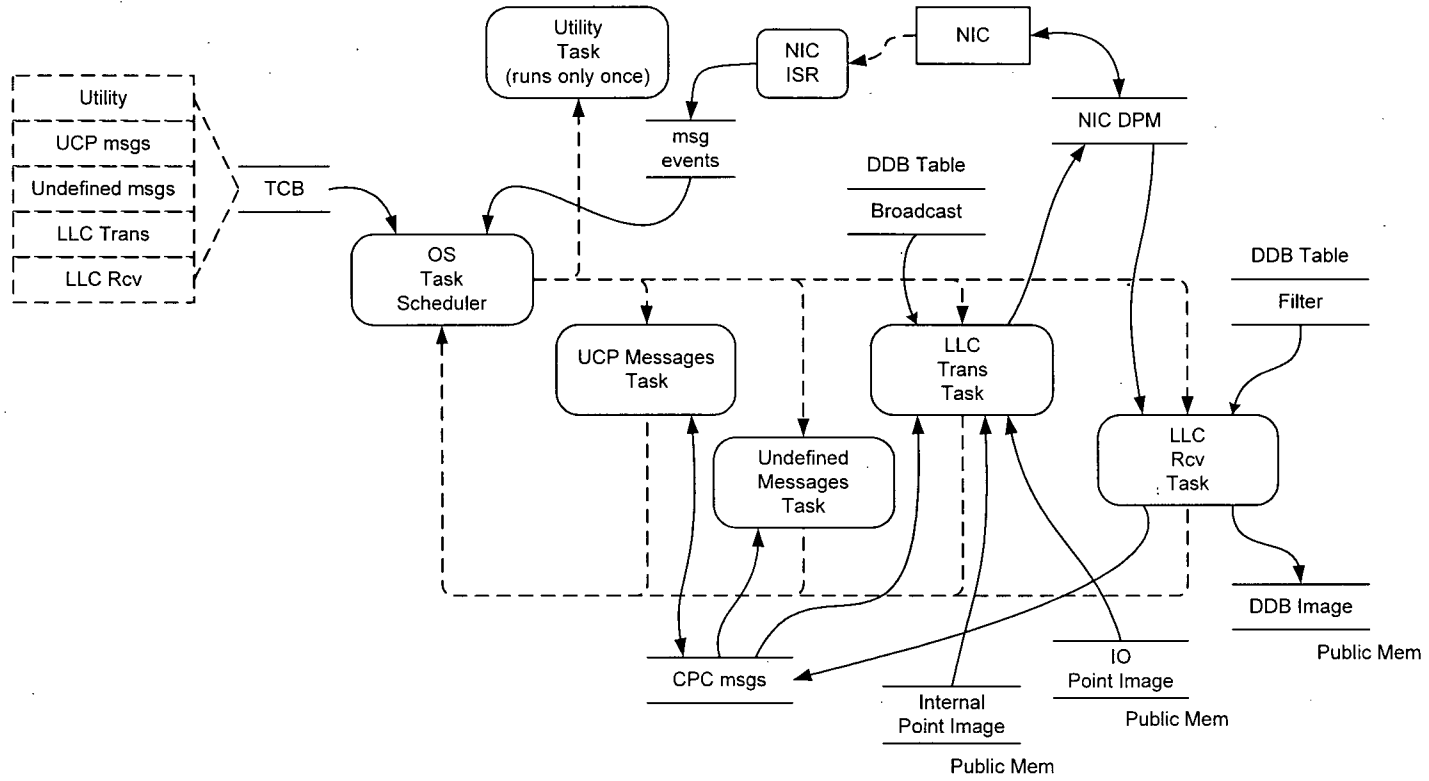 Utility
Task
(runs only once)
NIC
ISR
NIC
Utility
UCP msgs
Undefined msgs
LLC Trans
LLC Rcv
TCB
msg
events
NIC DPM
DDB Table
Broadcast
OS
Task
Scheduler
DDB Table
Filter
UCP Messages
Task
LLC
Trans
Task
Undefined
Messages
Task
LLC
Rcv
Task
DDB Image
Public Mem
CPC msgs
Internal
Point Image
Public Mem
IO
Point Image
Public Mem